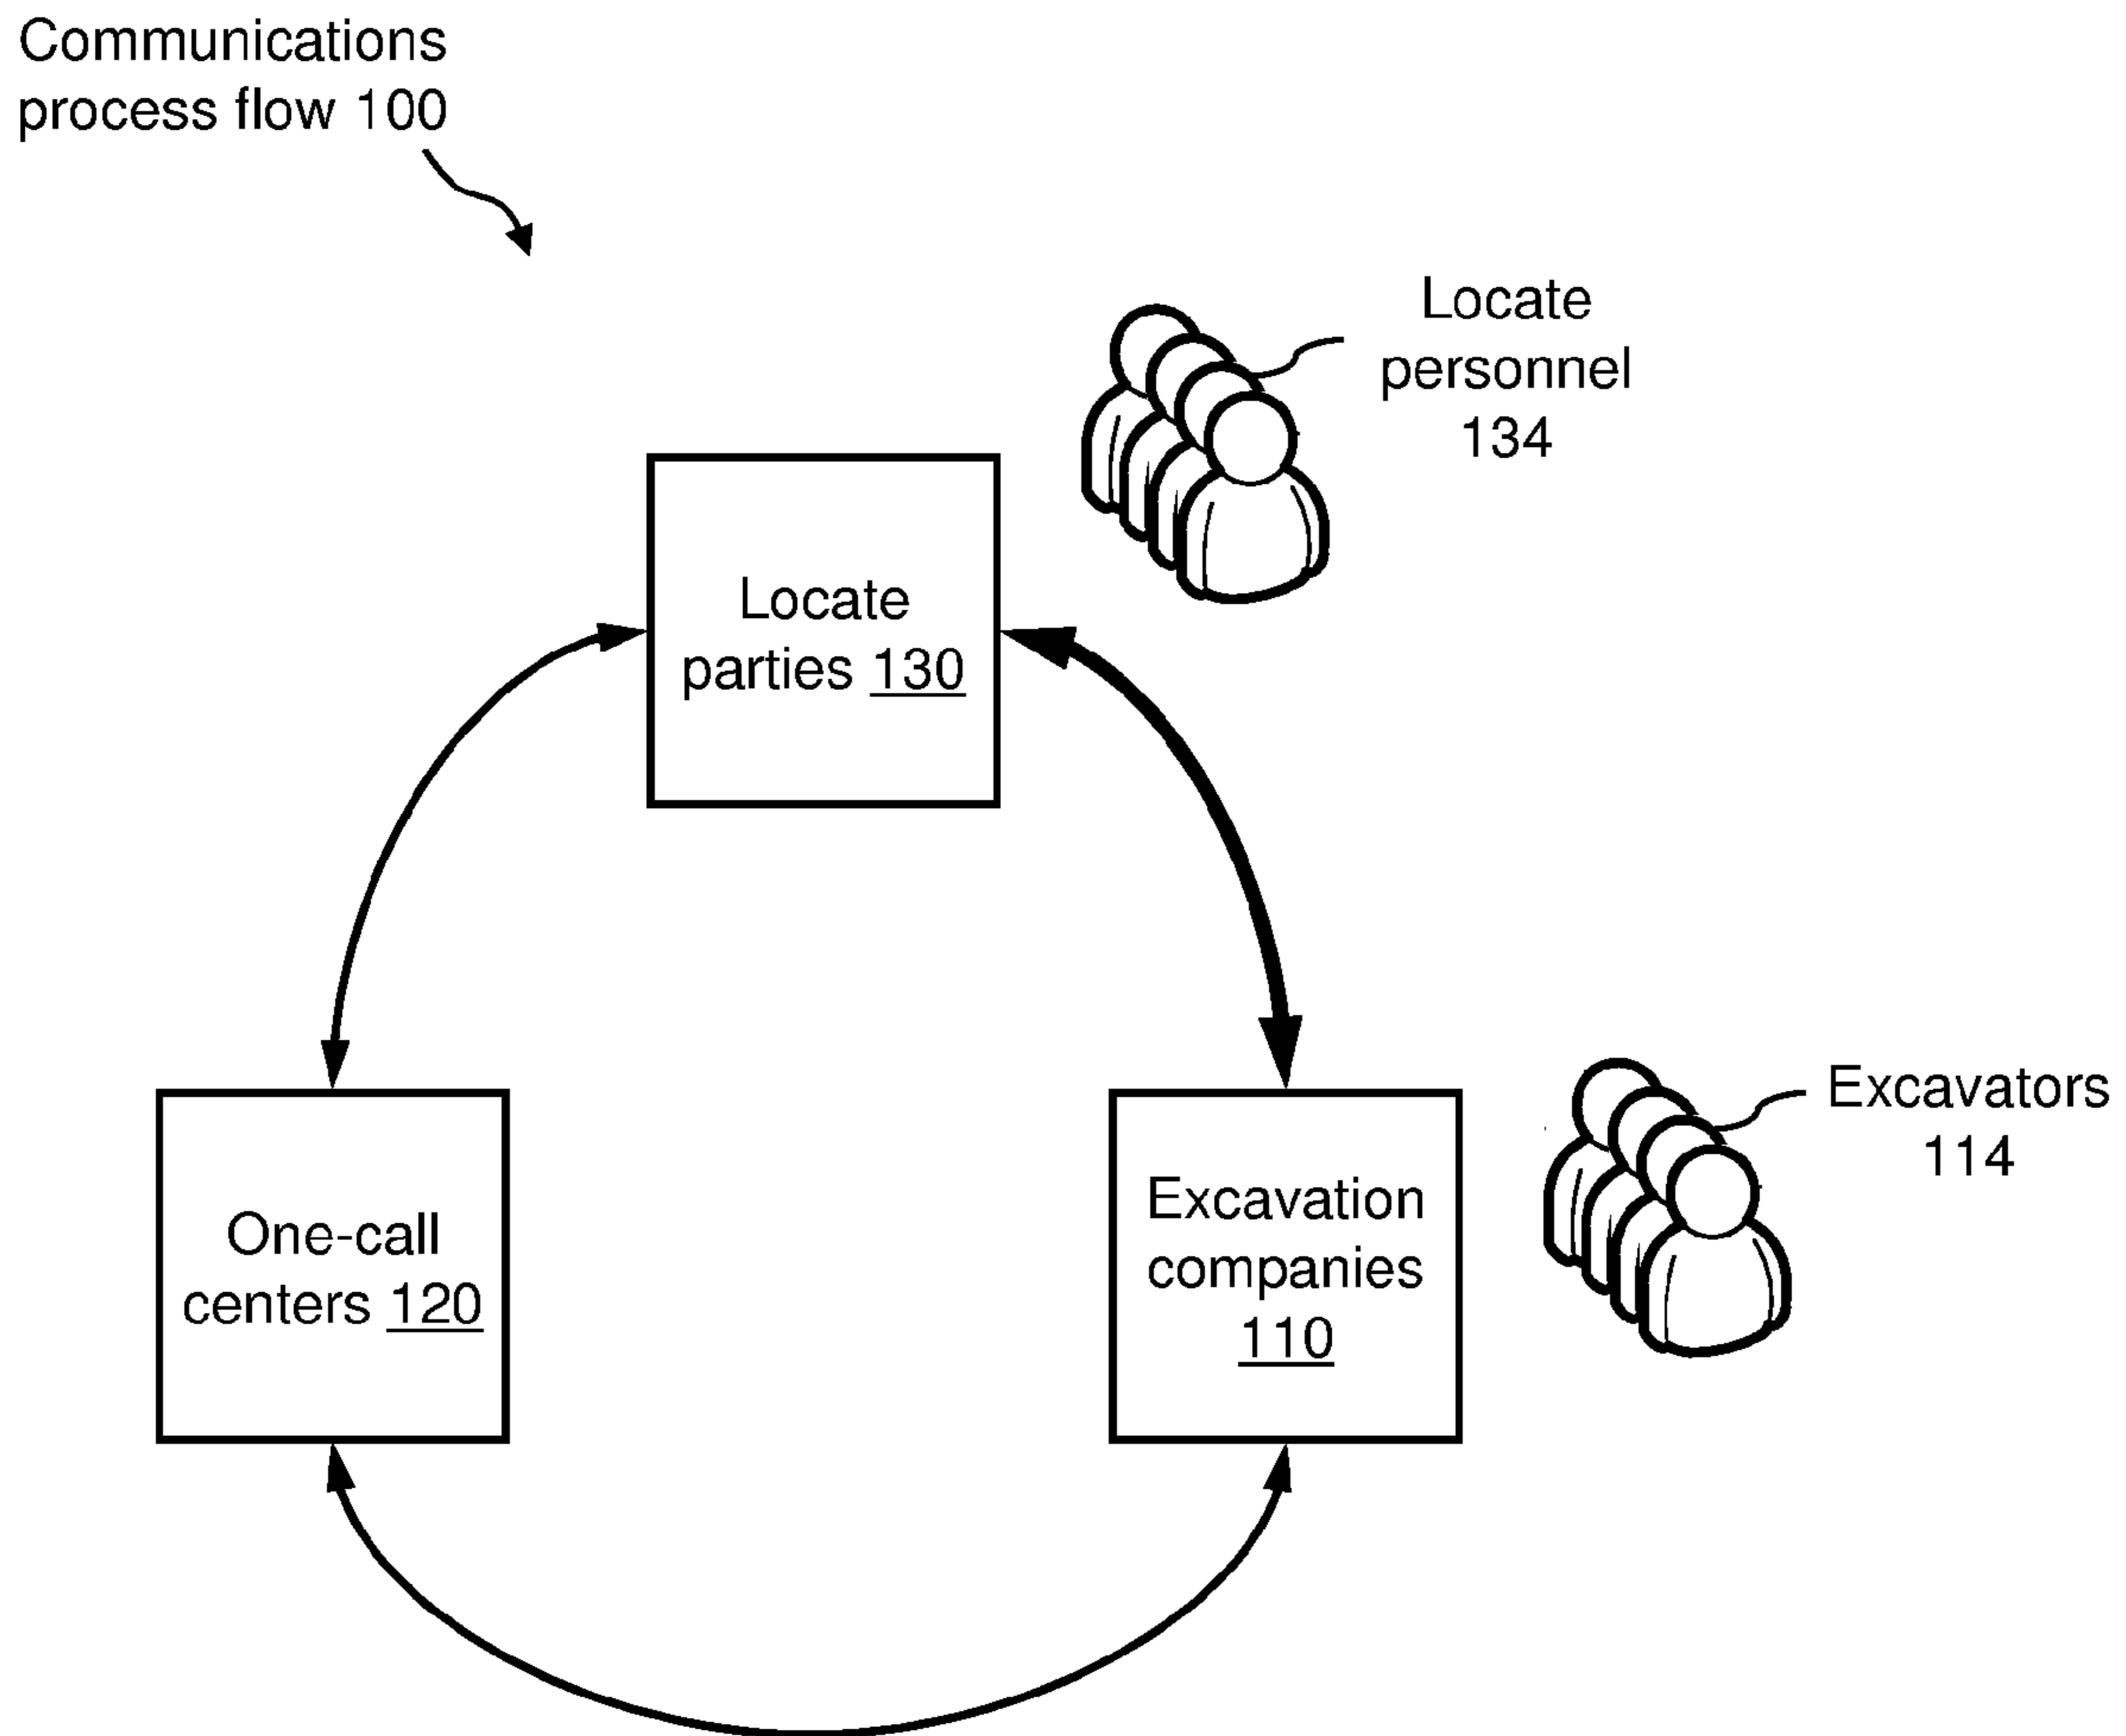 Communications
process flow 100
Locate
personnel
134
Locate
parties 130
Excavators
114
One-call
centers 120
Excavation
companies
110